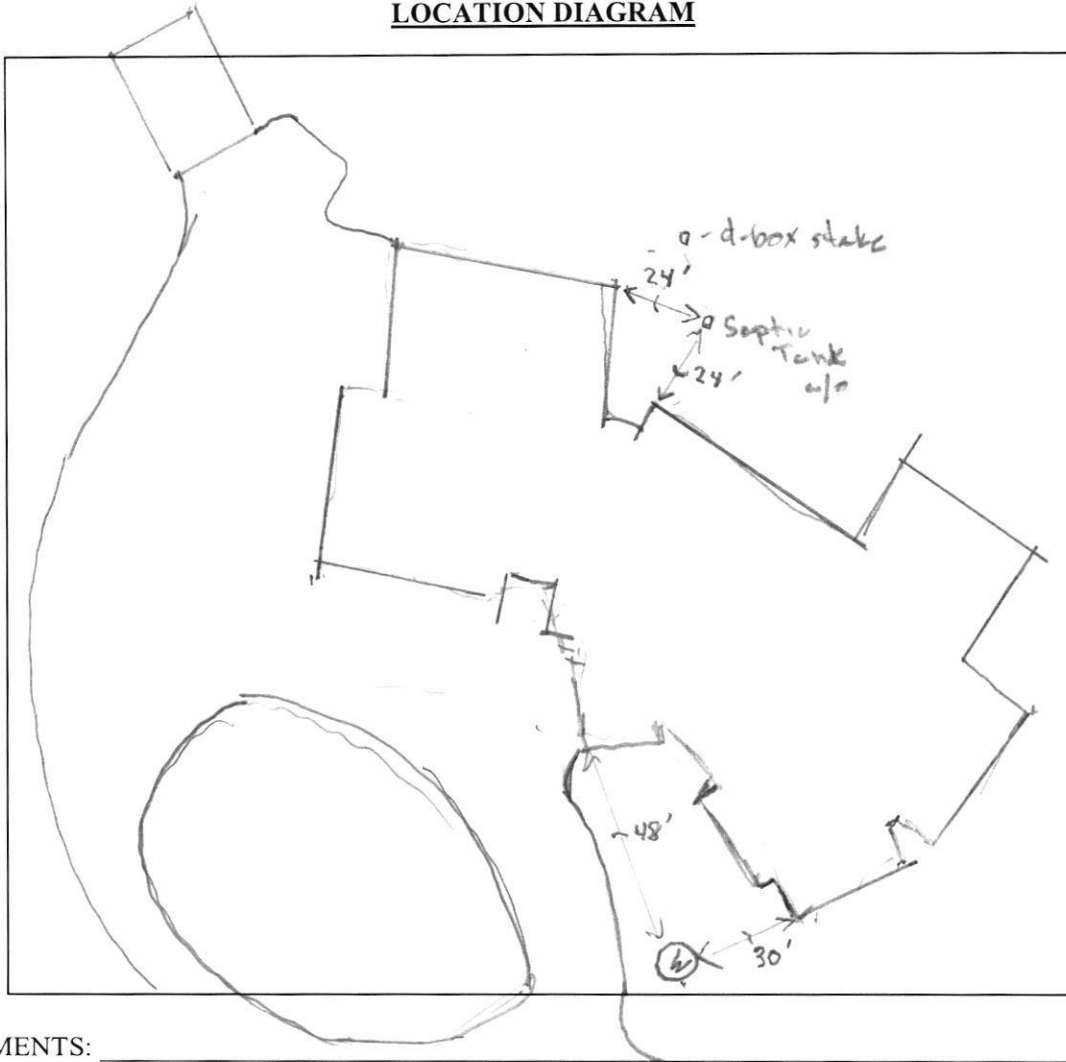 LOCATION DIAGRAM
- d-box stake
24'
Septic
Tank
24'
~48'
30'
W
MENTS: